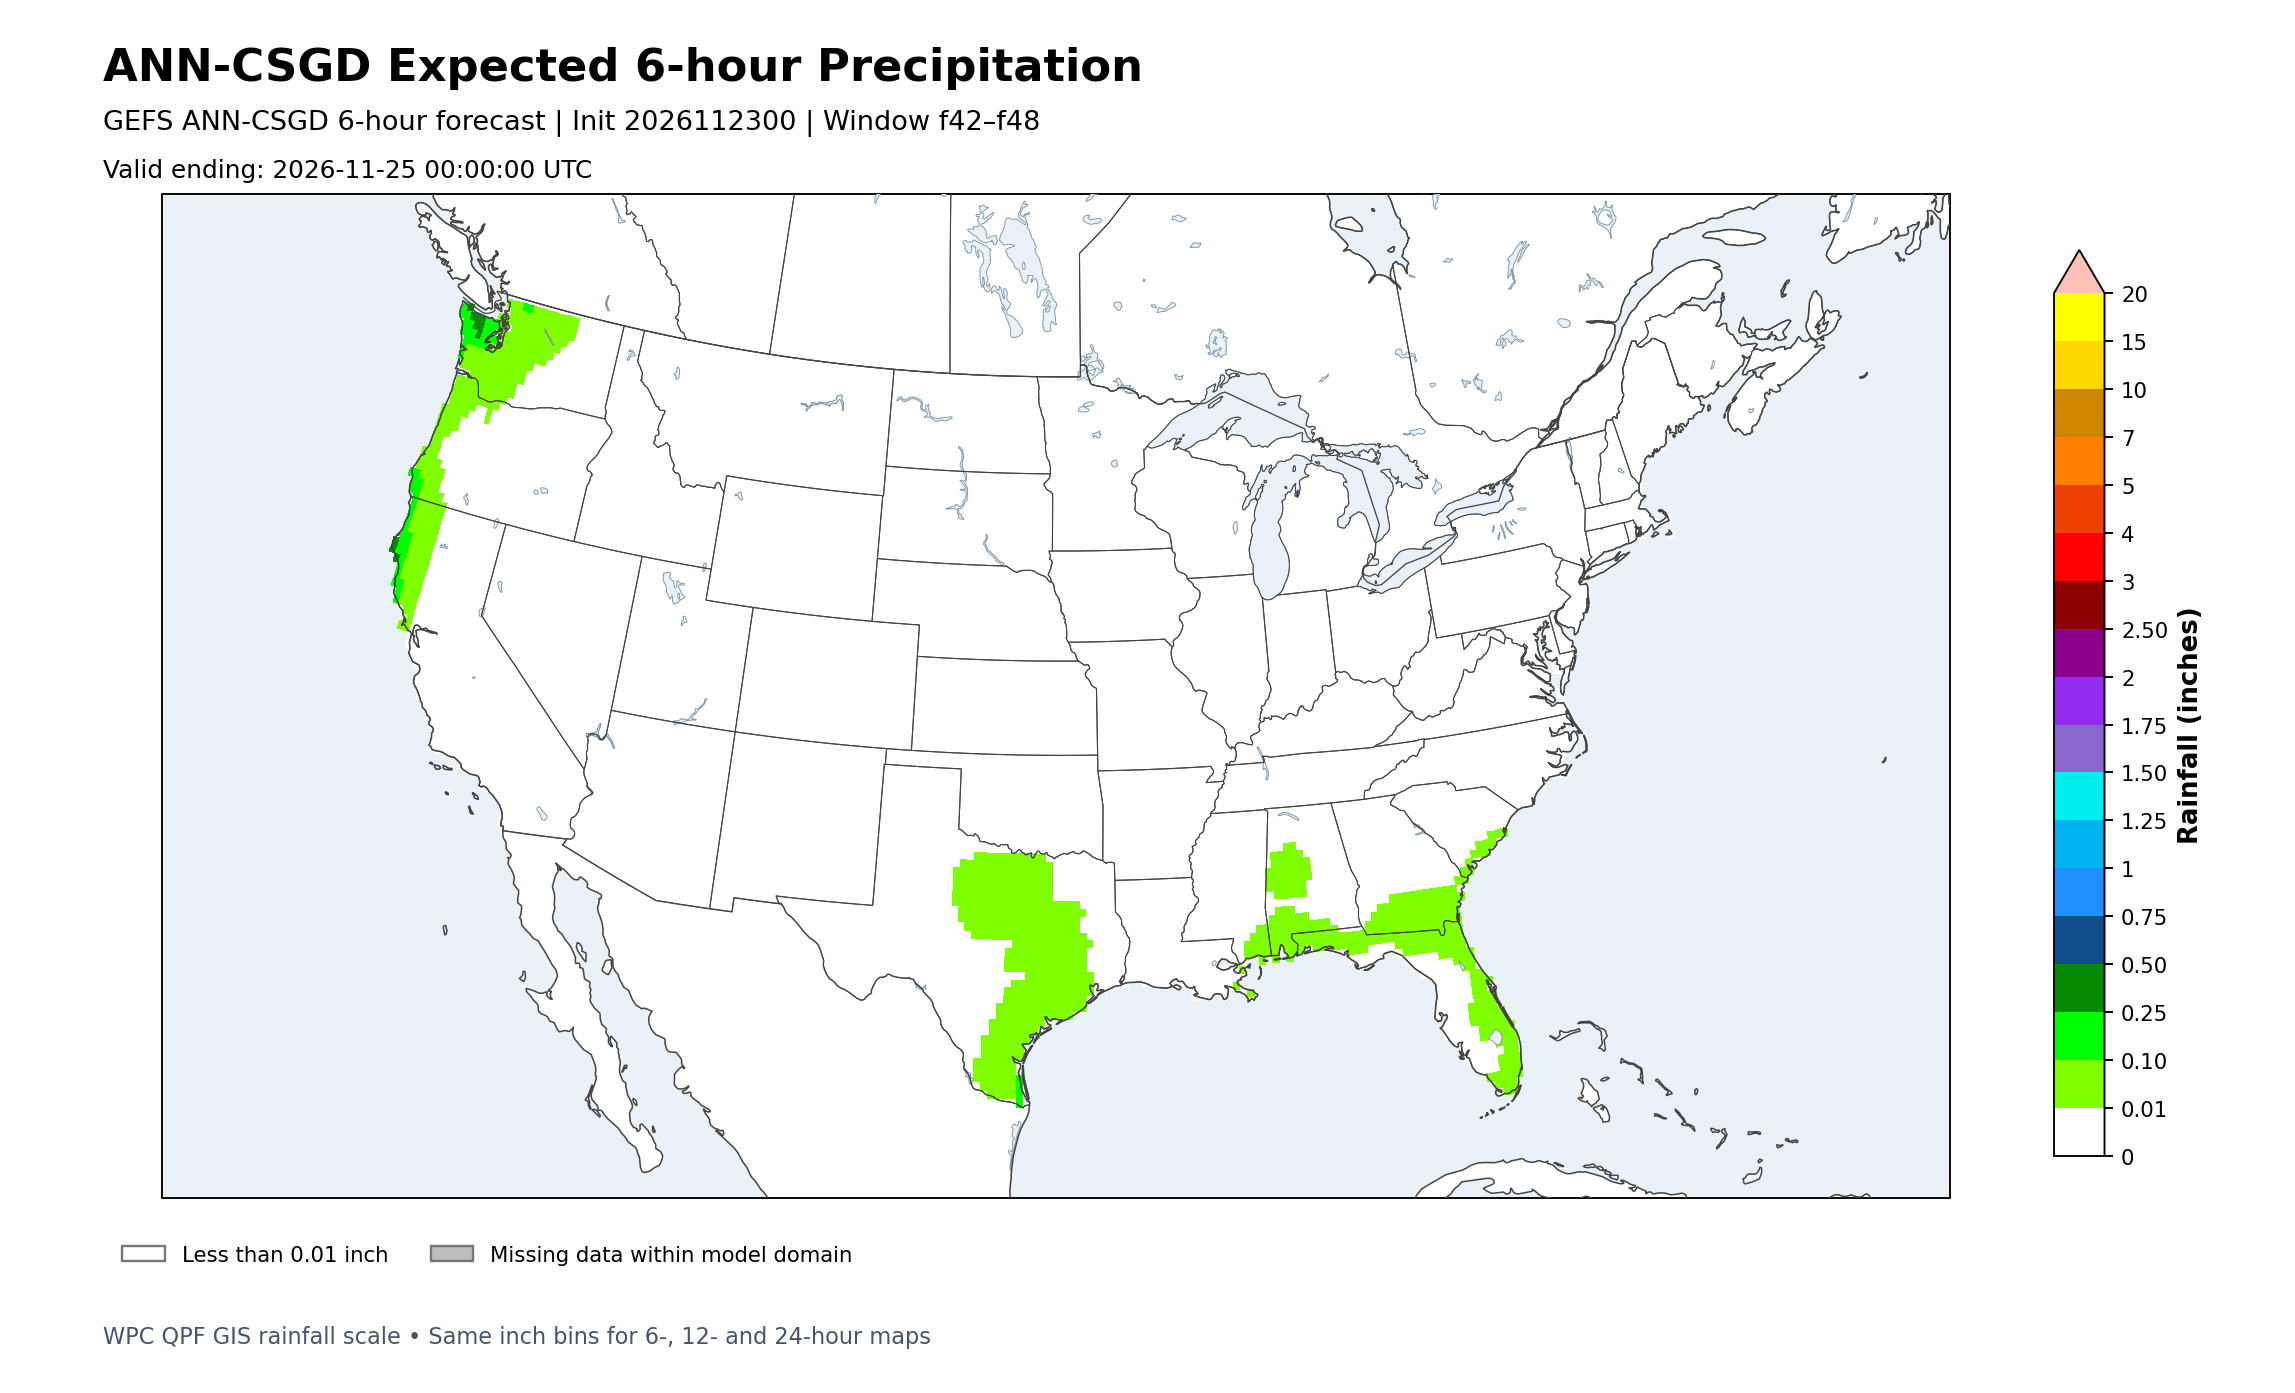 ANN-CSGD Expected 6-hour Precipitation
GEFS ANN-CSGD 6-hour forecast | Init 2026112300 | Window f42–f48
Valid ending: 2026-11-25 00:00:00 UTC
20
15
10
7
5
4
3
2.50
2
1.75
1.50
1.25
1
0.75
0.50
0.25
0.10
0.01
0
Rainfall (inches)
Less than 0.01 inch
Missing data within model domain
WPC QPF GIS rainfall scale • Same inch bins for 6-, 12- and 24-hour maps